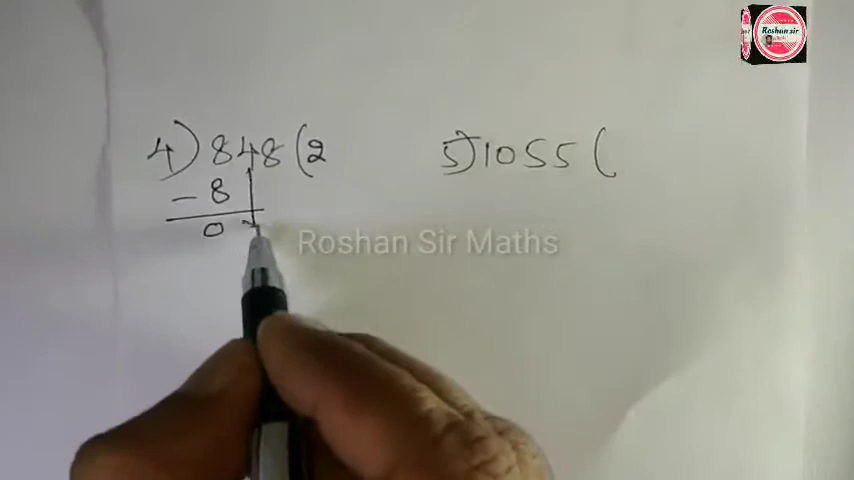 Roshan sir
4) 848 (2
- 8
0
5) 1055 (
Roshan Sir Maths